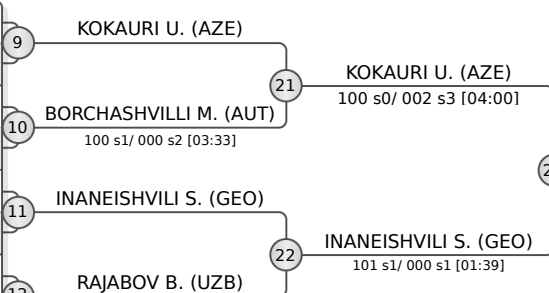 KOKAURI U. (AZE)
9
KOKAURI U. (AZE)
21
100 s0/ 002 s3 [04:00]
BORCHASHVILLI M. (AUT)
10
100 s1/ 000 s2 [03:33]
INANEISHVILI S. (GEO)
11
INANEISHVILI S. (GEO)
22
101 s1/ 000 s1 [01:39]
RAJABOV B. (UZB)